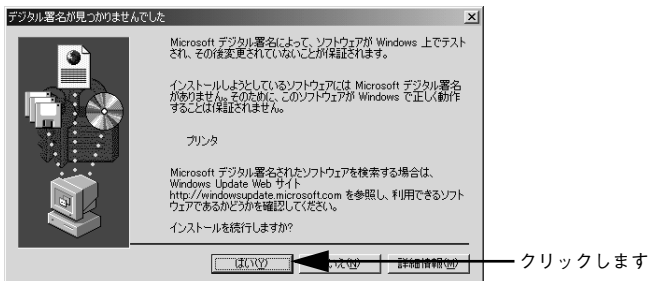 デジタル署名が見つかりませんでした
Microsoft デジタル署名によって、ソフトウェアが Windows 上でテスト
され、その後変更されていないことが保証されます。
インストールしようとしているソフトウェアには Microsoft デジタル署名
がありません。そのために、このソフトウェアが Windows で正しく動作
することは保証されません。
プリンタ
Microsoft デジタル署名されたソフトウェアを検索する場合は、
Windows Update Web サイト
http://windowsupdate.microsoft.com を参照し、利用できるソフト
ウェアであるかどうかを確認してください。
インストールを続行しますか?
はい(Y) いいえ(N) 詳細情報(M)
クリックします